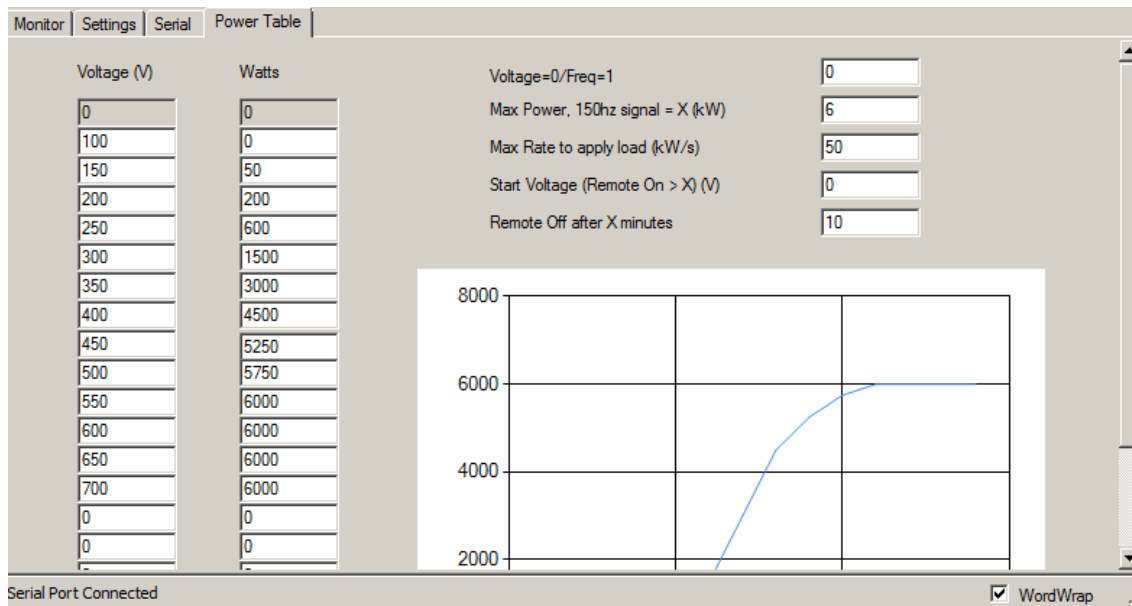 Monitor Settings Serial Power Table
Voltage (V) Watts
0 0
100 0
150 50
200 200
250 600
300 1500
350 3000
400 4500
450 5250
500 5750
550 6000
600 6000
650 6000
700 6000
0 0
0 0
Voltage=0/Freq=1 0
Max Power, 150hz signal = X (kW) 6
Max Rate to apply load (kW/s) 50
Start Voltage (Remote On > X) (V) 0
Remote Off after X minutes 10
8000
6000
4000
2000
Serial Port Connected
WordWrap